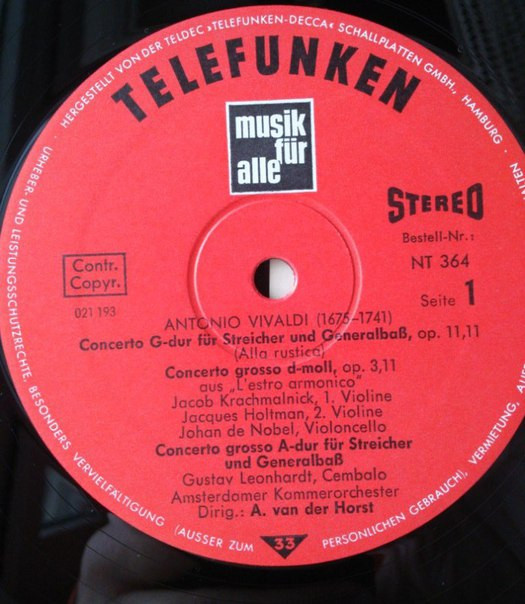 · HERGESTELLT VON DER TELDEC »TELEFUNKEN-DECCA« SCHALLPLATTEN GMBH., HAMBURG ·
TELEFUNKEN
musik
für
alle
STEREO
Bestell-Nr.:
NT 364
Seite 1
Contr.
Copyr.
021 193
ANTONIO VIVALDI (1675–1741)
Concerto G-dur für Streicher und Generalbaß, op. 11,11
(Alla rustica)
Concerto grosso d-moll, op. 3,11
aus „L'estro armonico"
Jacob Krachmalnick, 1. Violine
Jacques Holtman, 2. Violine
Johan de Nobel, Violoncello
Concerto grosso A-dur für Streicher
und Generalbaß
Gustav Leonhardt, Cembalo
Amsterdamer Kammerorchester
Dirig.: A. van der Horst
33
URHEBER- UND LEISTUNGSSCHUTZRECHTE, BESONDERS VERVIELFÄLTIGUNG (AUSSER ZUM PERSÖNLICHEN GEBRAUCH), VERMIETUNG,